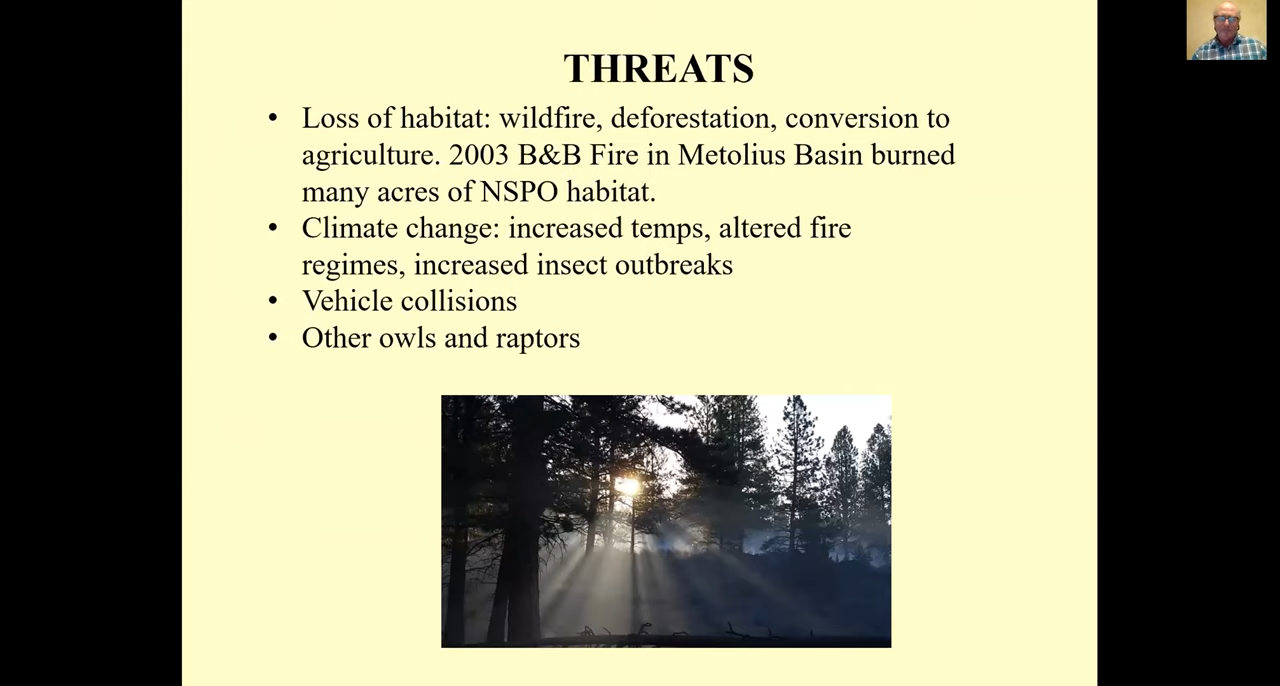 THREATS
• Loss of habitat: wildfire, deforestation, conversion to
agriculture. 2003 B&B Fire in Metolius Basin burned
many acres of NSPO habitat.
• Climate change: increased temps, altered fire
regimes, increased insect outbreaks
• Vehicle collisions
• Other owls and raptors